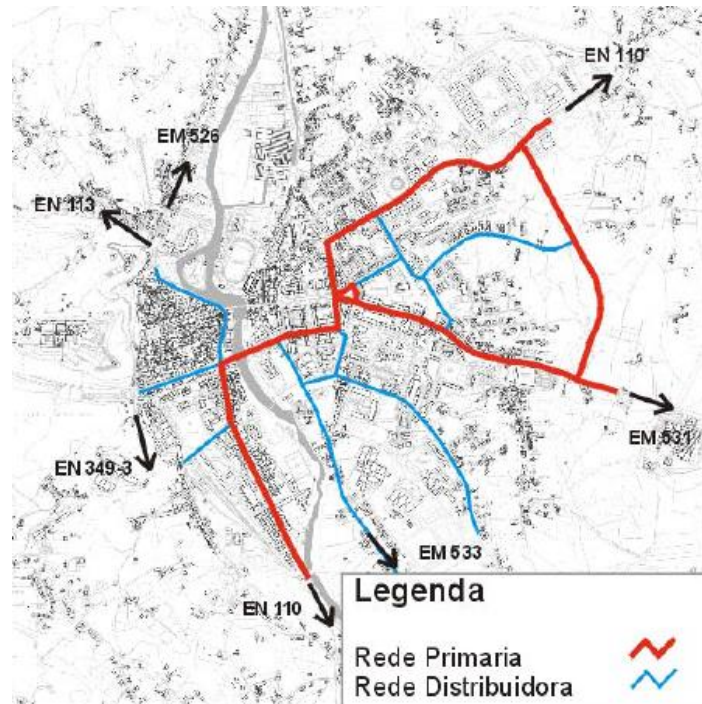 EN 110
EM 526
EN 113
EM 531
EN 349-3
EM 533
EN 110
Legenda
Rede Primaria
Rede Distribuidora